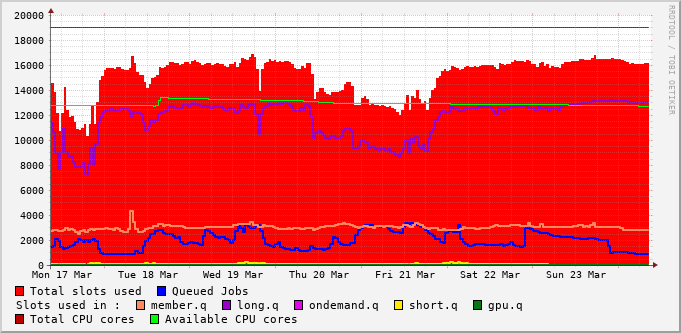 RRDTOOL / TOBI OETIKER
20000
18000
16000
14000
12000
10000
8000
6000
4000
2000
0
Mon 17 Mar Tue 18 Mar Wed 19 Mar Thu 20 Mar Fri 21 Mar Sat 22 Mar Sun 23 Mar
Total slots used Queued Jobs
Slots used in : member.q long.q ondemand.q short.q gpu.q
Total CPU cores Available CPU cores